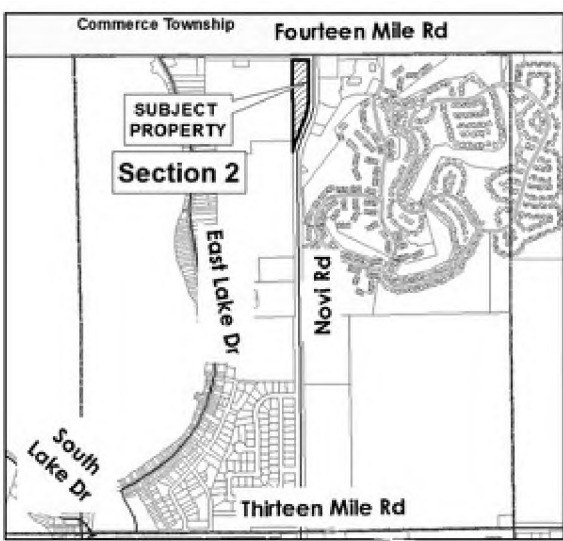 Commerce Township
Fourteen Mile Rd
SUBJECT
PROPERTY
Section 2
East Lake Dr
Novi Rd
South
Lake Dr
Thirteen Mile Rd